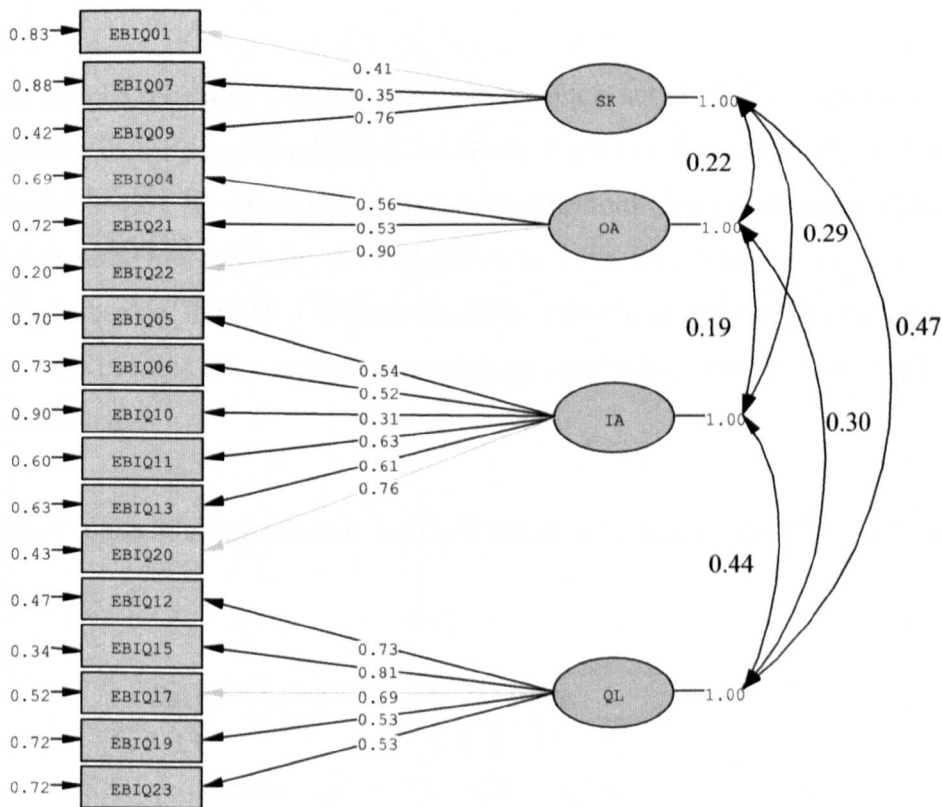 0.83 EBIQ01
0.41
0.88 EBIQ07
0.35
SK 1.00
0.76
0.42 EBIQ09
0.22
0.69 EBIQ04
0.56
0.72 EBIQ21
0.53
OA 1.00
0.29
0.90
0.20 EBIQ22
0.70 EBIQ05
0.19
0.47
0.73 EBIQ06
0.54
0.52
0.90 EBIQ10
0.31
IA 1.00
0.30
0.63
0.60 EBIQ11
0.61
0.76
0.63 EBIQ13
0.43 EBIQ20
0.44
0.47 EBIQ12
0.73
0.34 EBIQ15
0.81
0.52 EBIQ17
0.69
QL 1.00
0.53
0.72 EBIQ19
0.53
0.72 EBIQ23